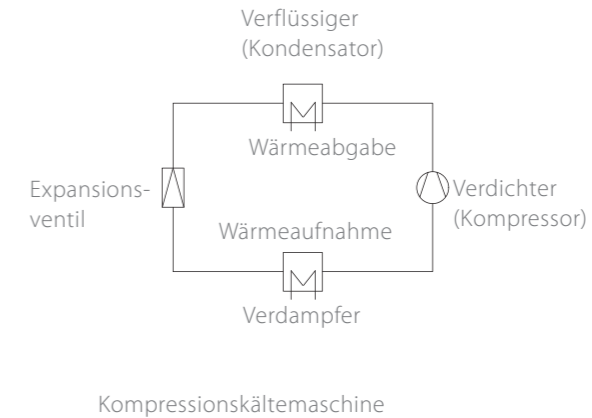 Verflüssiger
(Kondensator)
Wärmeabgabe
Expansions-
ventil
Verdichter
(Kompressor)
Wärmeaufnahme
Verdampfer
Kompressionskältemaschine